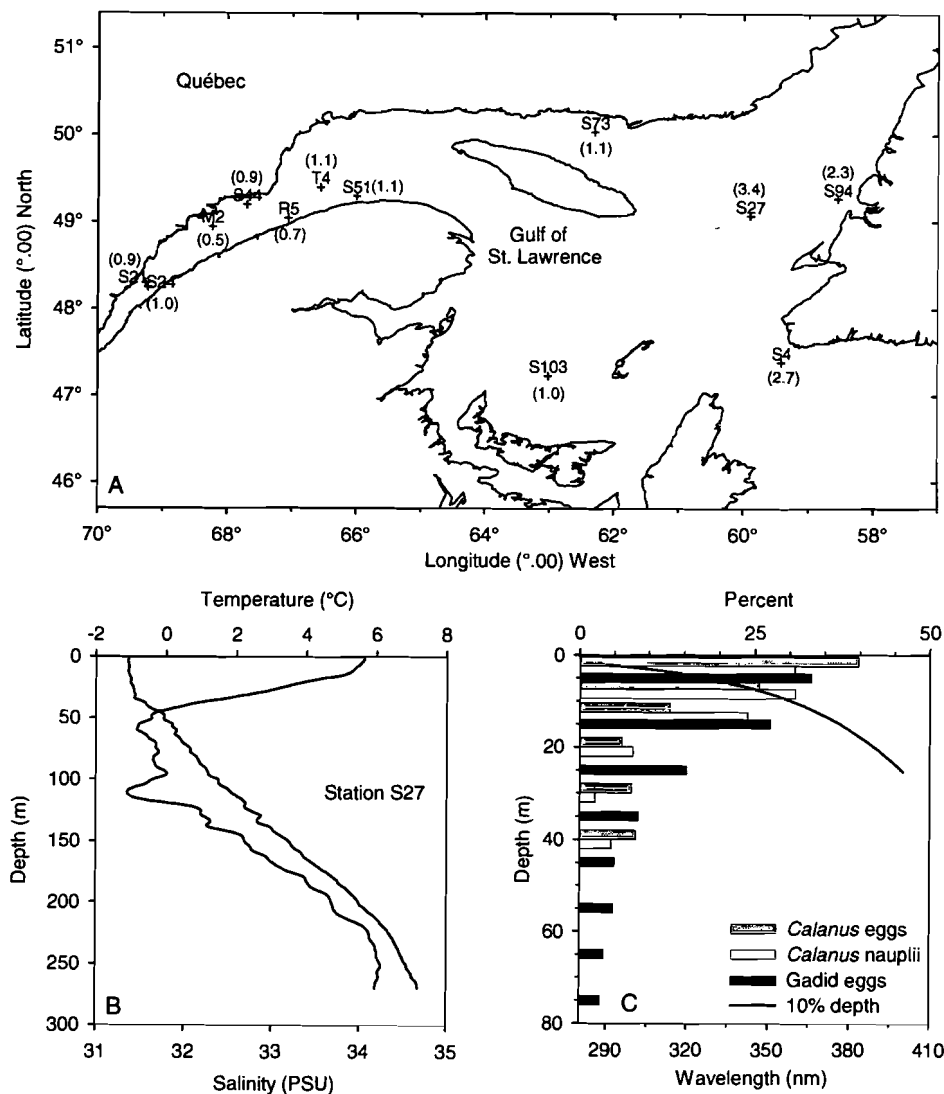 51°
50°
49°
48°
47°
46°
Latitude (°.00) North
Québec
S73
(1.1)
(1.1)
T4
(0.9)
S44
S51(1.1)
M2
(0.5)
R5
(0.7)
(0.9)
S24
(1.0)
(3.4)
S27
(2.3)
S94
Gulf of
St. Lawrence
S103
(1.0)
S4
(2.7)
A
70° 68° 66° 64° 62° 60° 58° 57°
Longitude (°.00) West
Temperature (°C)
-2 0 2 4 6 8
0
50
100
150
200
250
300
Depth (m)
Station S27
B
31 32 33 34 35
Salinity (PSU)
Percent
0 25 50
0
20
40
60
80
Depth (m)
Calanus eggs
Calanus nauplii
Gadid eggs
10% depth
C
290 320 350 380 410
Wavelength (nm)